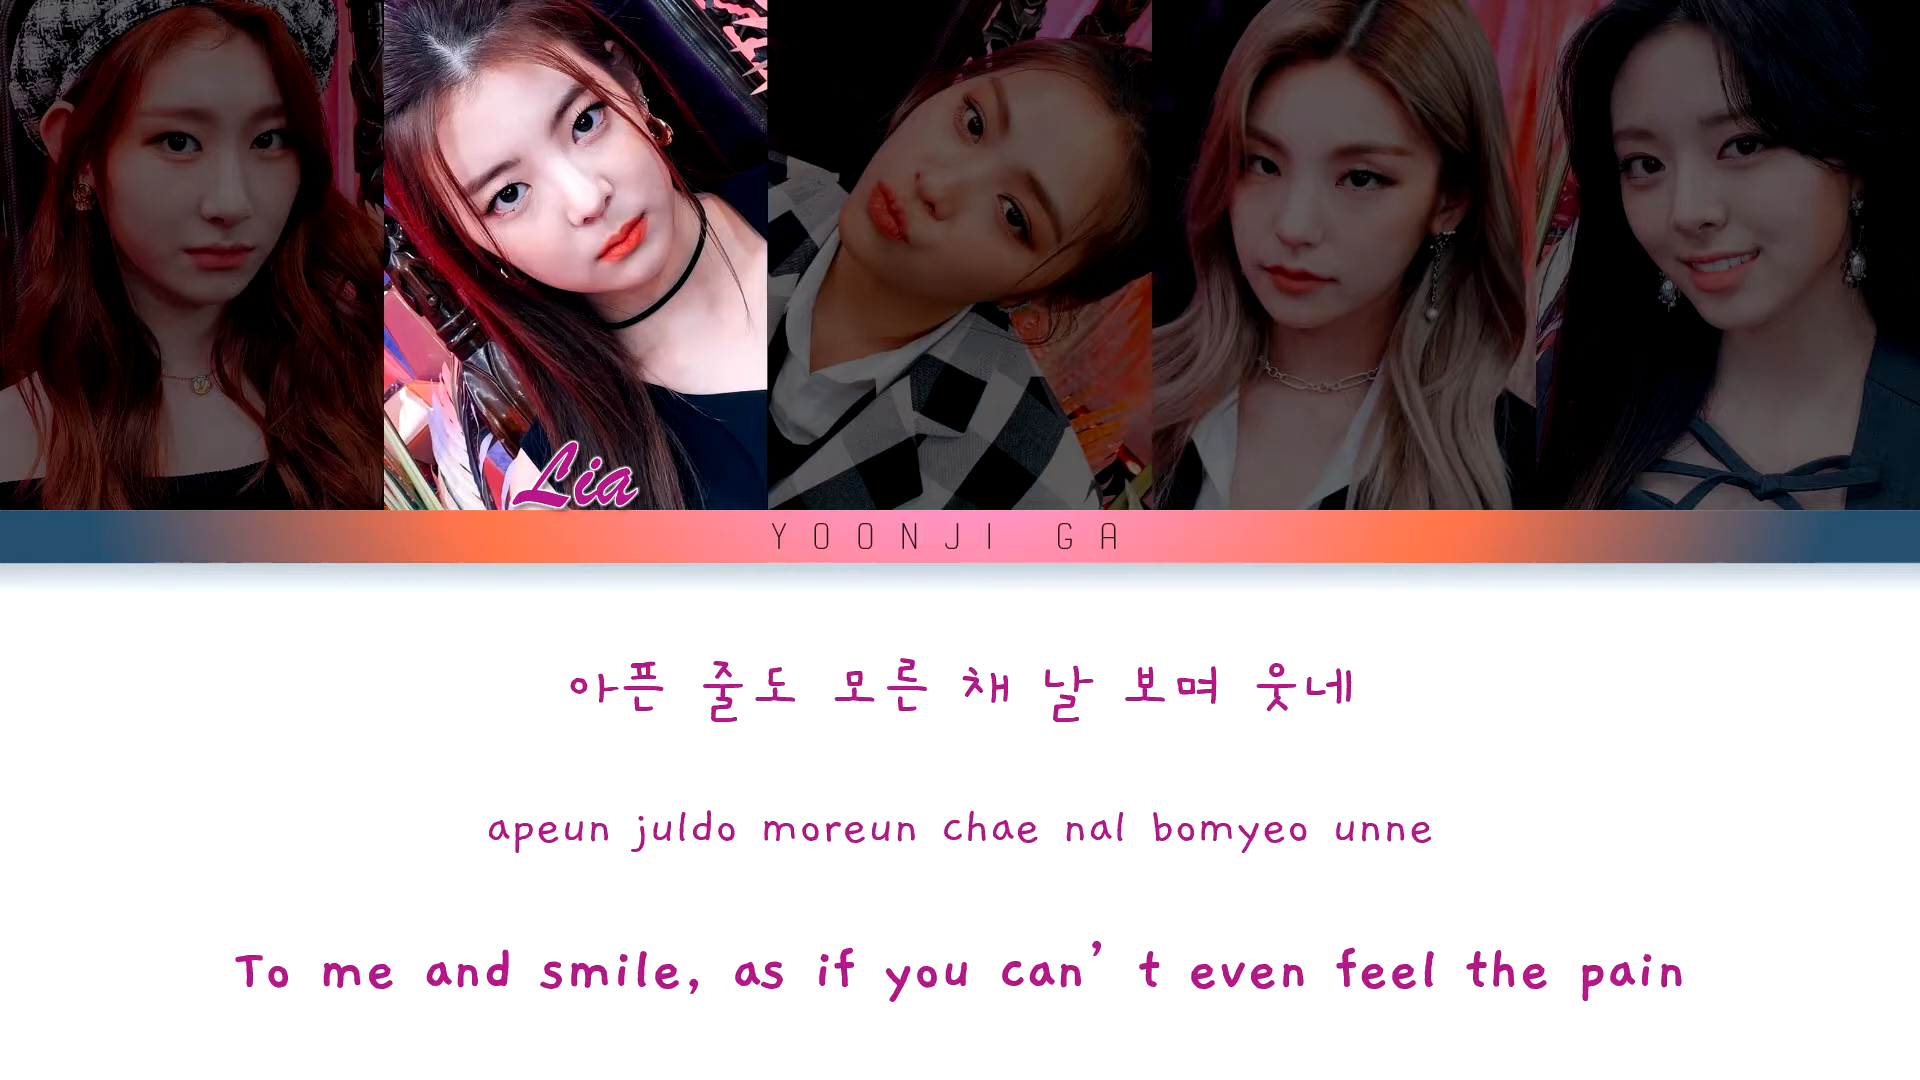 Lia
YOONJI GA
아픈 줄도 모른 채 날 보며 웃네
apeun juldo moreun chae nal bomyeo unne
To me and smile, as if you can’t even feel the pain